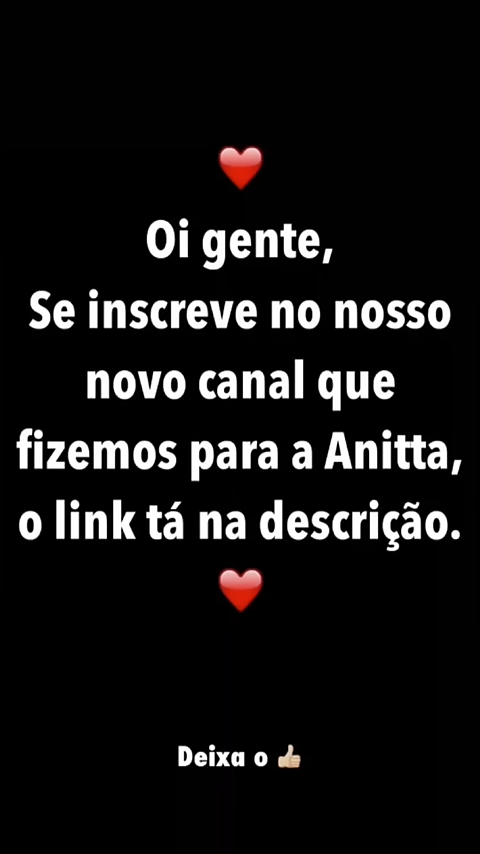 ❤️
Oi gente,
Se inscreve no nosso
novo canal que
fizemos para a Anitta,
o link tá na descrição.
❤️
Deixa o 👍🏼